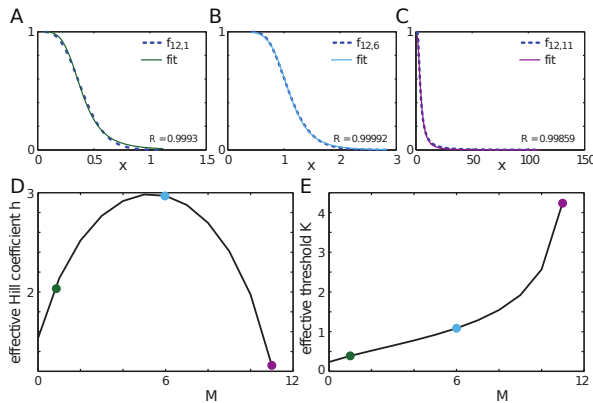 A
B
C
1
f12,1
fit
R = 0.9993
0
0
0.5
1.0
1.5
x
1
f12,6
fit
R = 0.99992
0
0
1
2
3
x
1
f12,11
fit
R = 0.99859
0
0
50
100
150
x
D
3
2
effective Hill coefficient h
0
6
12
M
E
4
3
2
1
0
effective threshold K
0
6
12
M